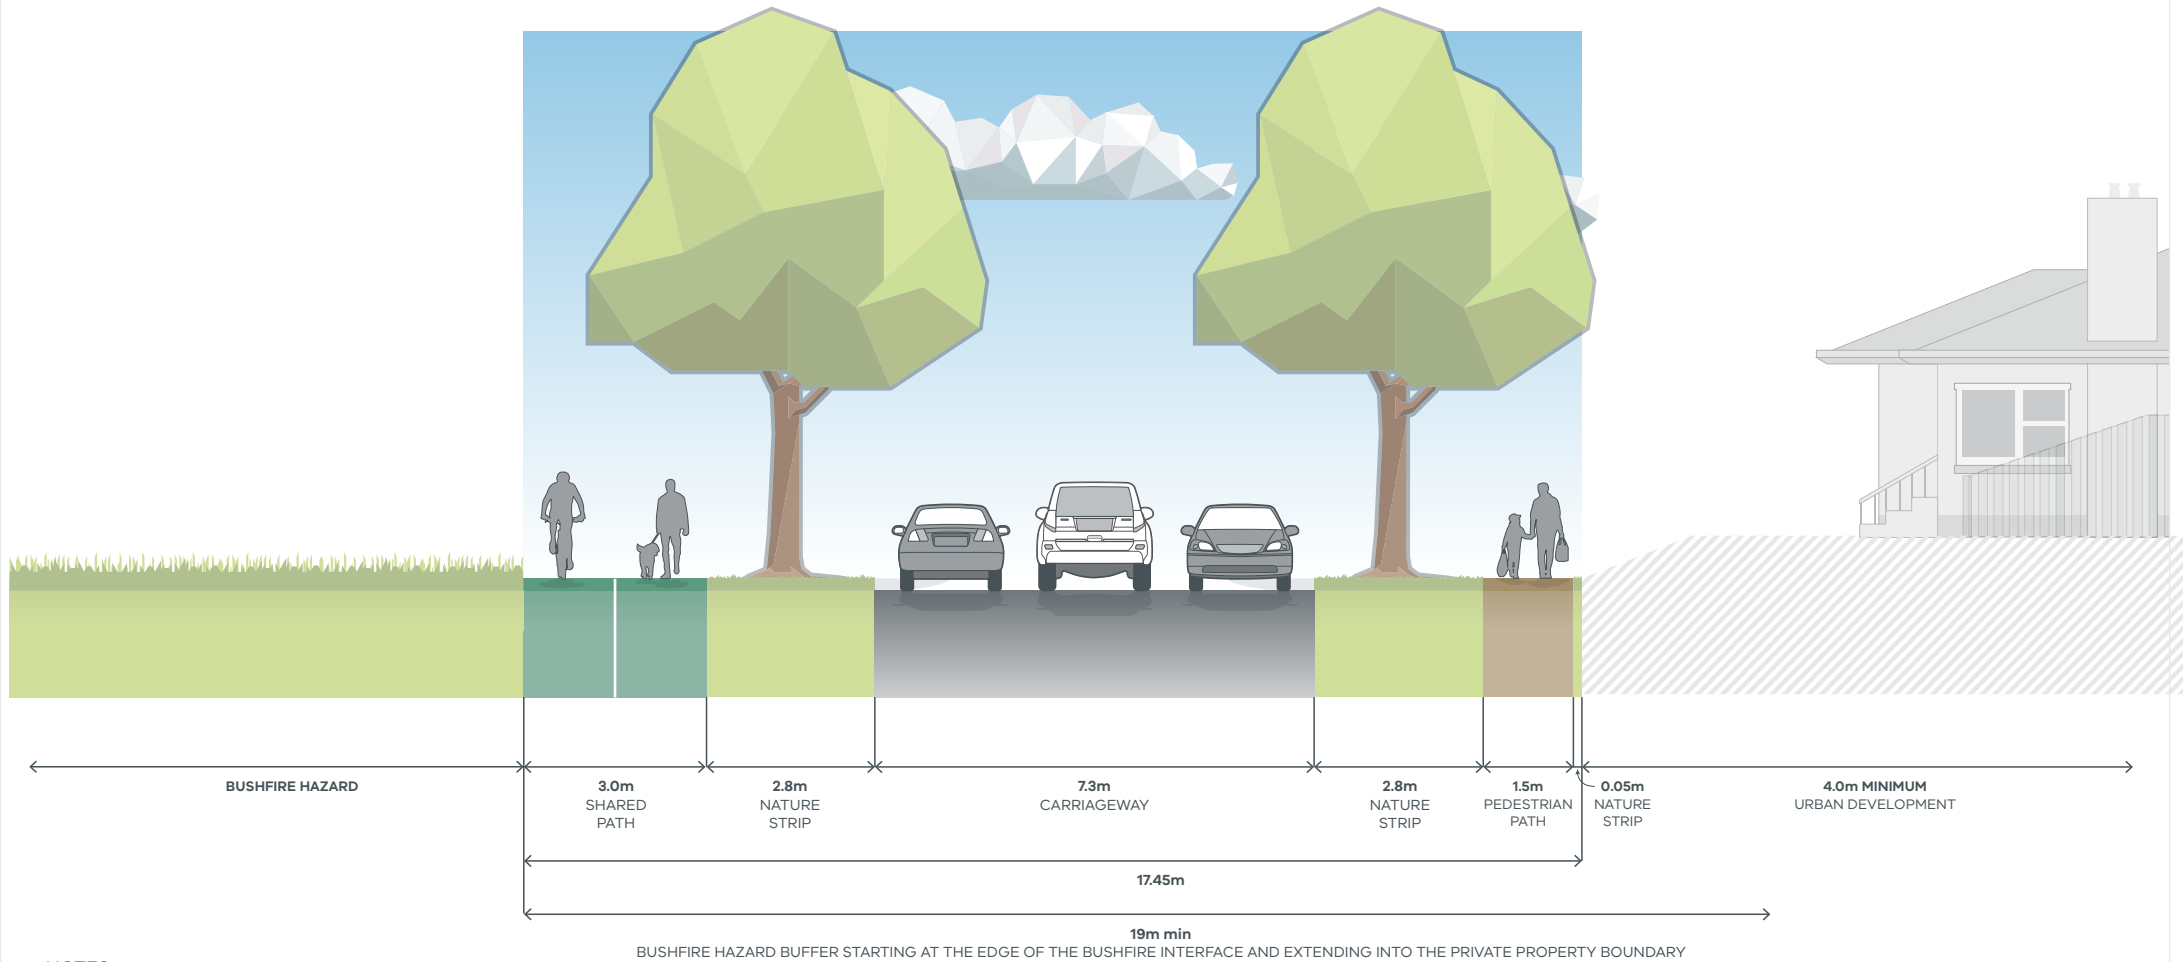 BUSHFIRE HAZARD
3.0m
SHARED
PATH
2.8m
NATURE
STRIP
7.3m
CARRIAGEWAY
2.8m
NATURE
STRIP
1.5m
PEDESTRIAN
PATH
0.05m
NATURE
STRIP
4.0m MINIMUM
URBAN DEVELOPMENT
17.45m
19m min
BUSHFIRE HAZARD BUFFER STARTING AT THE EDGE OF THE BUSHFIRE INTERFACE AND EXTENDING INTO THE PRIVATE PROPERTY BOUNDARY